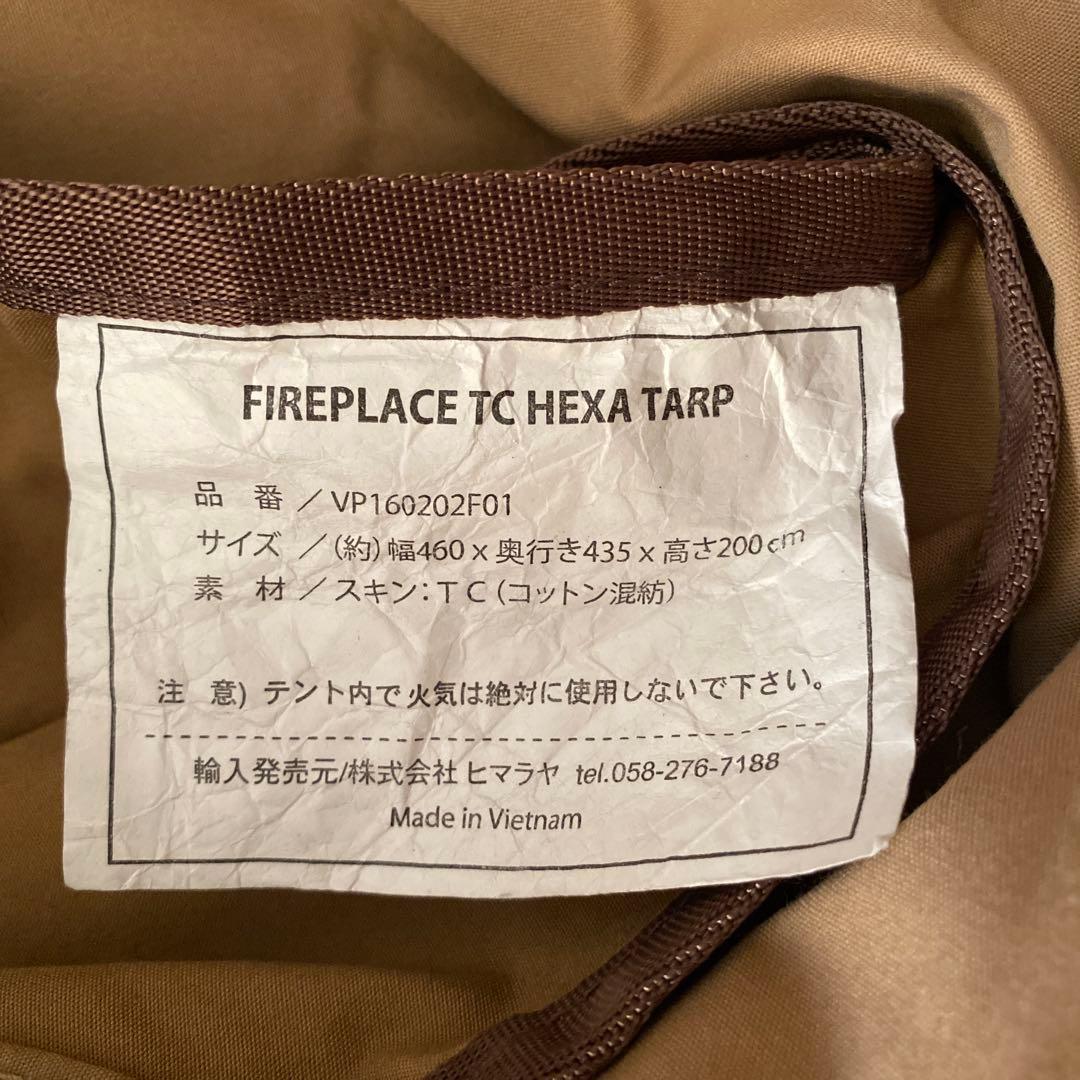 FIREPLACE TC HEXA TARP
品 番 ／VP160202F01
サイズ ／（約）幅460 x 奥行き435 x 高さ200cm
素 材 ／スキン：ＴＣ（コットン混紡）
注 意) テント内で火気は絶対に使用しないで下さい。
輸入発売元/株式会社 ヒマラヤ tel.058-276-7188
Made in Vietnam